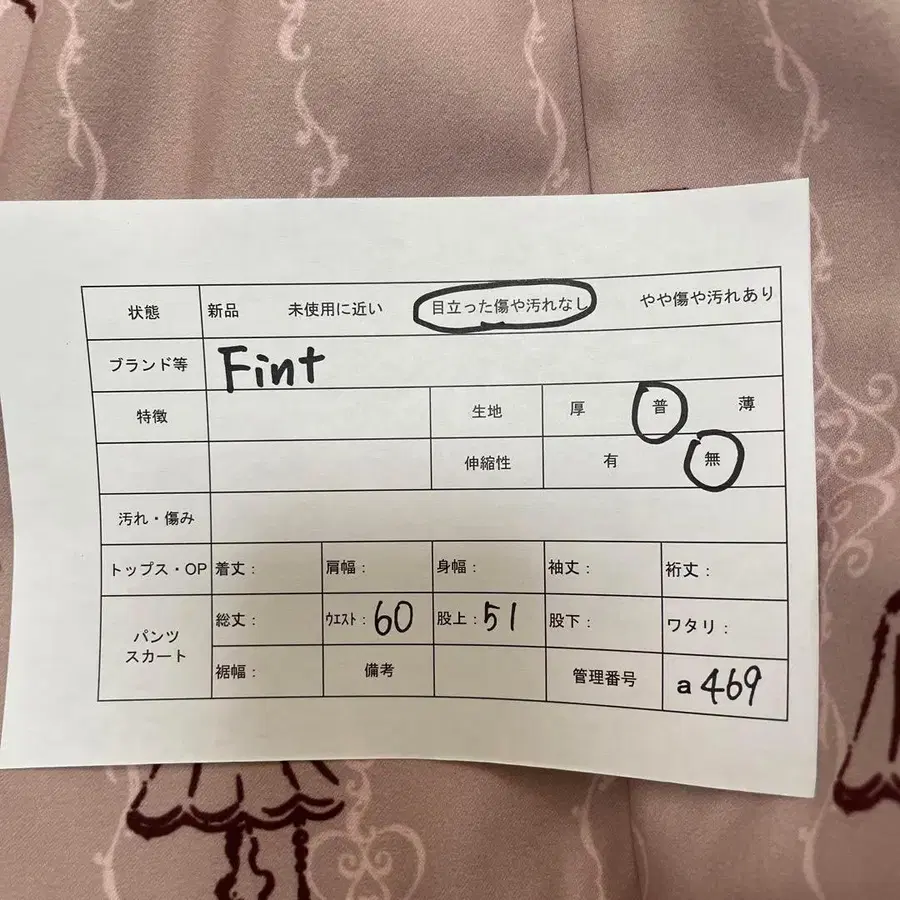 状態 新品 未使用に近い 目立った傷や汚れなし やや傷や汚れあり
ブランド等 Fint
特徴 生地 厚 普 薄
伸縮性 有 無
汚れ・傷み
トップス・OP 着丈: 肩幅: 身幅: 袖丈: 裄丈:
パンツ スカート 総丈: ウエスト: 60 股上: 51 股下: ワタリ:
裾幅: 備考 管理番号 a 469